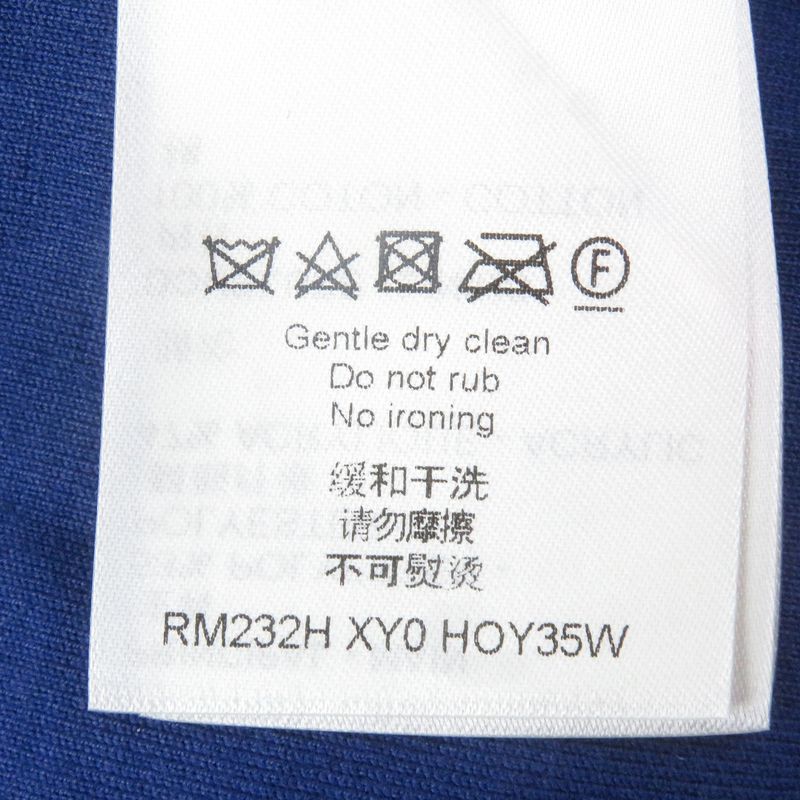 F
Gentle dry clean
Do not rub
No ironing
缓和干洗
请勿摩擦
不可熨烫
RM232H XY0 HOY35W